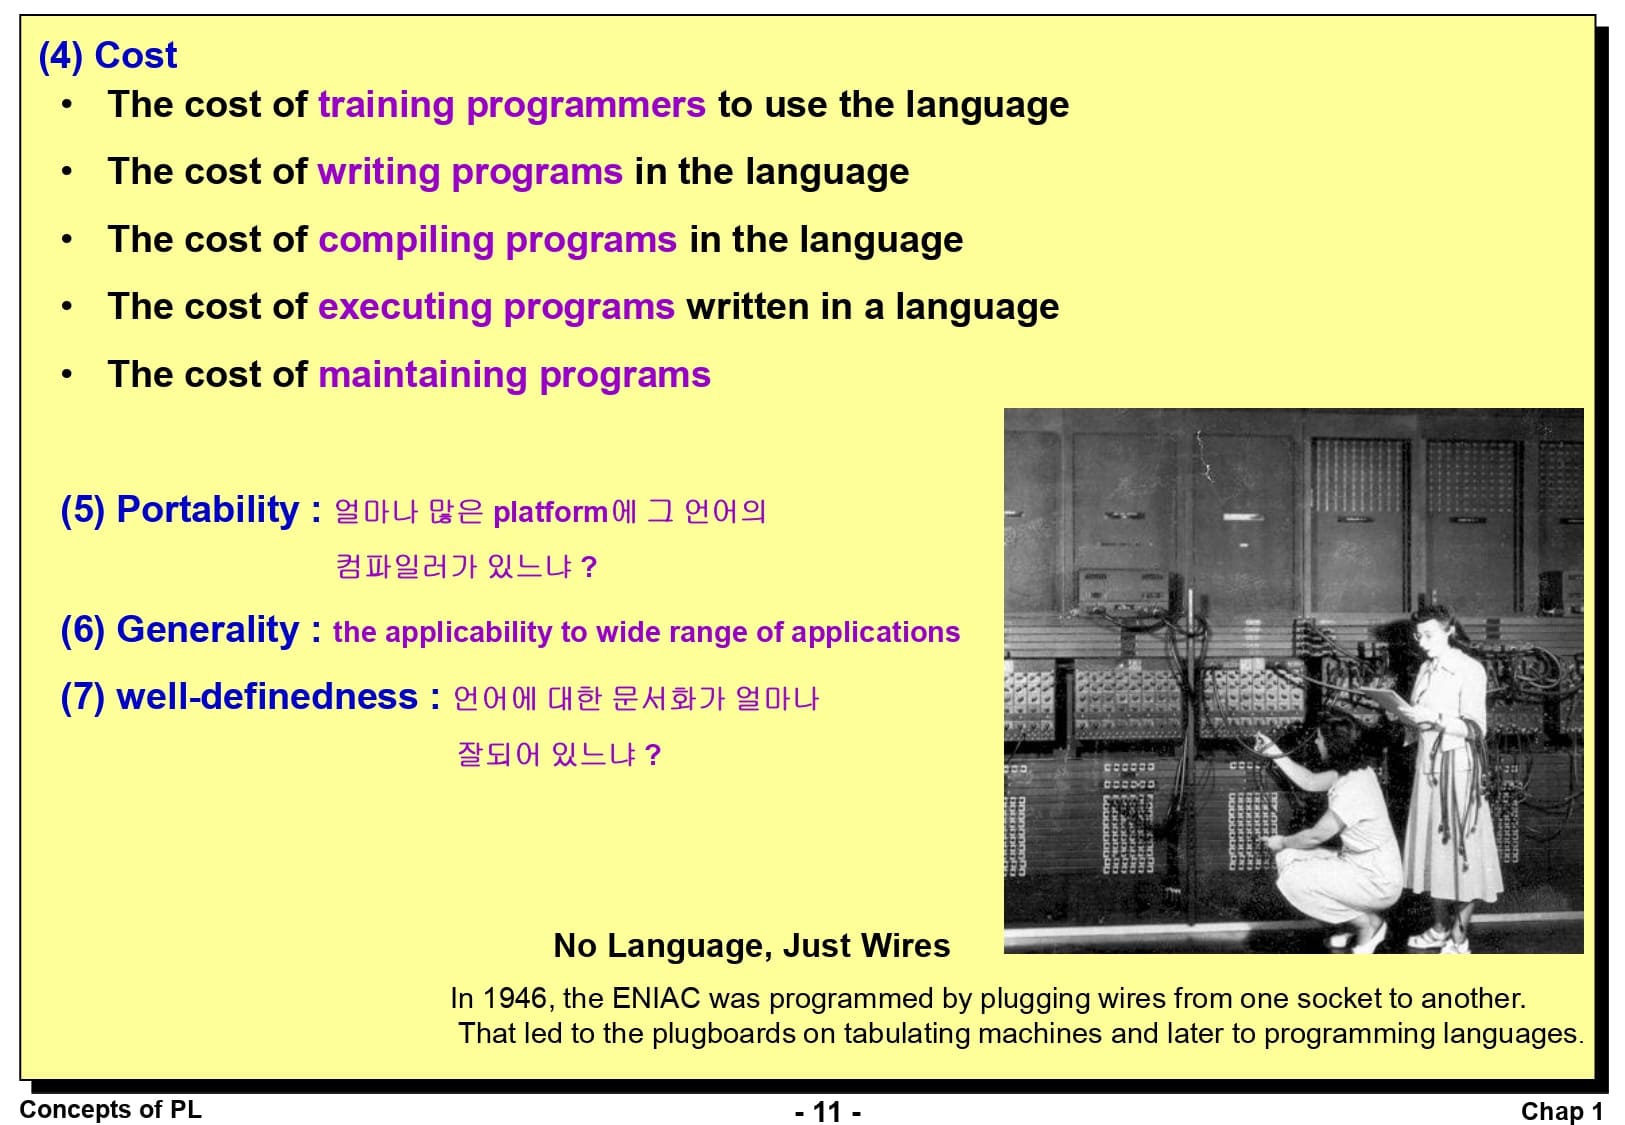 (4) Cost
• The cost of training programmers to use the language
• The cost of writing programs in the language
• The cost of compiling programs in the language
• The cost of executing programs written in a language
• The cost of maintaining programs
(5) Portability : 얼마나 많은 platform에 그 언어의
컴파일러가 있느냐 ?
(6) Generality : the applicability to wide range of applications
(7) well-definedness : 언어에 대한 문서화가 얼마나
잘되어 있느냐 ?
No Language, Just Wires
In 1946, the ENIAC was programmed by plugging wires from one socket to another.
That led to the plugboards on tabulating machines and later to programming languages.
Concepts of PL
- 11 -
Chap 1